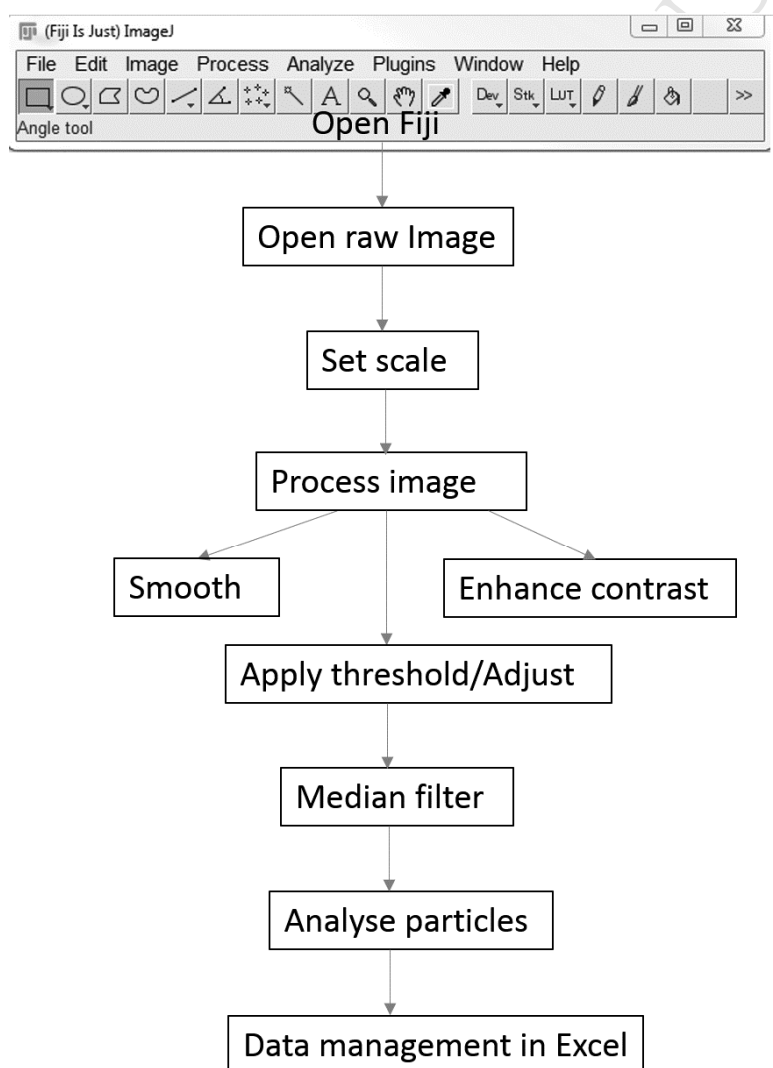 (Fiji Is Just) ImageJ
File Edit Image Process Analyze Plugins Window Help
A Dev Stk LUT >>
Angle tool
Open Fiji
Open raw Image
Set scale
Process image
Smooth
Enhance contrast
Apply threshold/Adjust
Median filter
Analyse particles
Data management in Excel